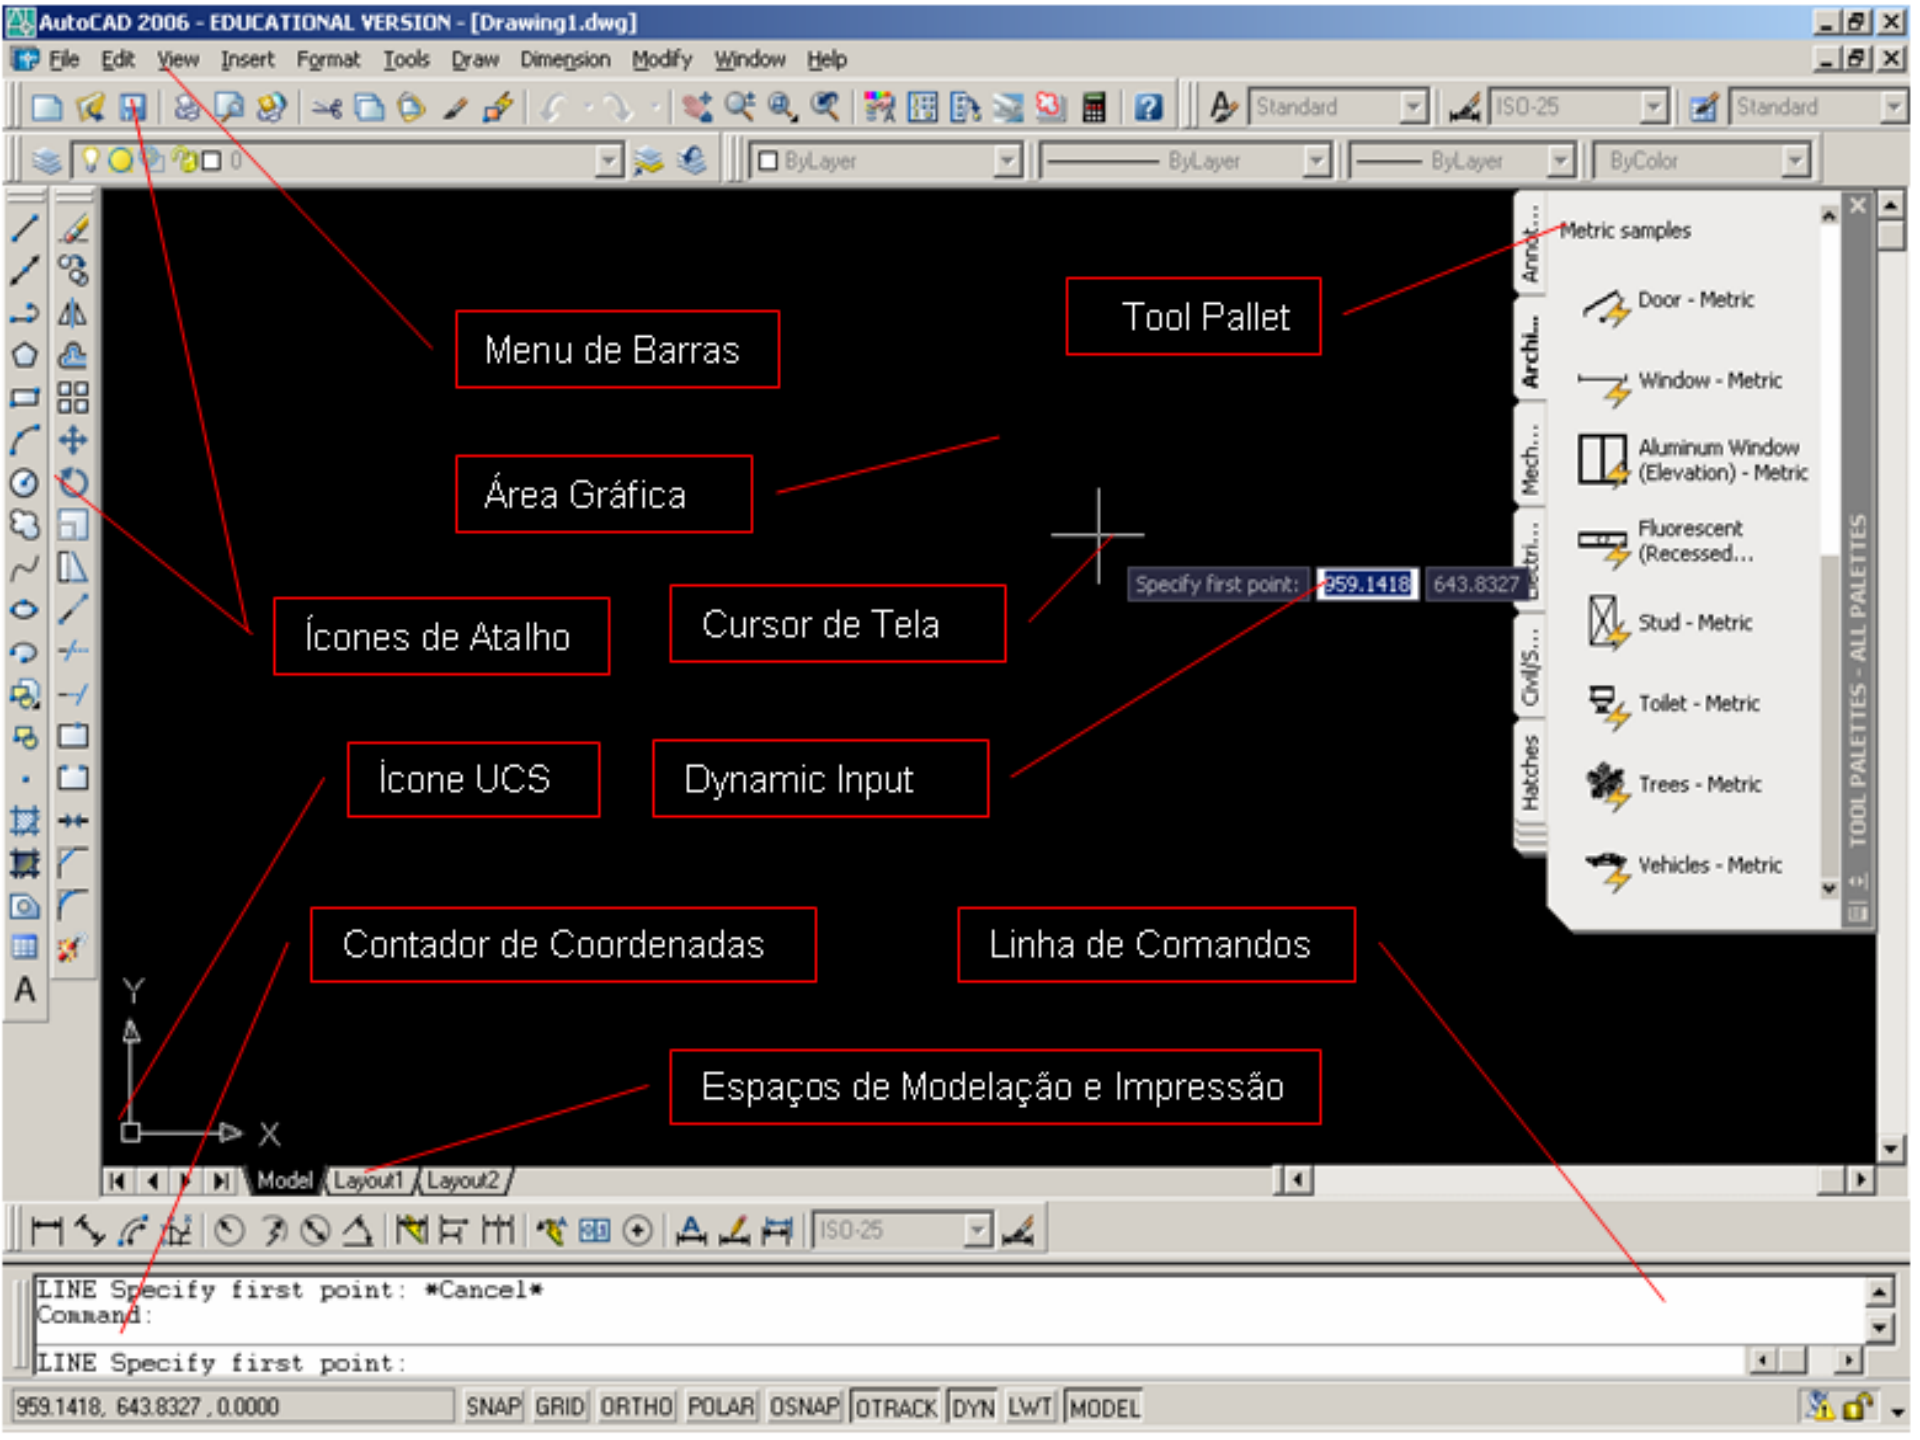 AutoCAD 2006 - EDUCATIONAL VERSION - [Drawing1.dwg]
File Edit View Insert Format Tools Draw Dimension Modify Window Help
Standard ISO-25 Standard
0 ByLayer ByLayer ByLayer ByColor
Metric samples
Annot...
Door - Metric
Tool Pallet
Menu de Barras
Archi...
Window - Metric
Aluminum Window
(Elevation) - Metric
Mech...
Área Gráfica
Fluorescent
(Recessed...
Specify first point: 959.1418 643.8327
Stud - Metric
Cursor de Tela
Ícones de Atalho
Civil/S...
Toilet - Metric
TOOL PALETTES - ALL PALETTES
Ícone UCS
Dynamic Input
Hatches
Trees - Metric
Vehicles - Metric
Contador de Coordenadas
Linha de Comandos
A
Y
Espaços de Modelação e Impressão
X
Model Layout1 Layout2
ISO-25
LINE Specify first point: *Cancel*
Command:
LINE Specify first point:
959.1418, 643.8327 , 0.0000 SNAP GRID ORTHO POLAR OSNAP OTRACK DYN LWT MODEL